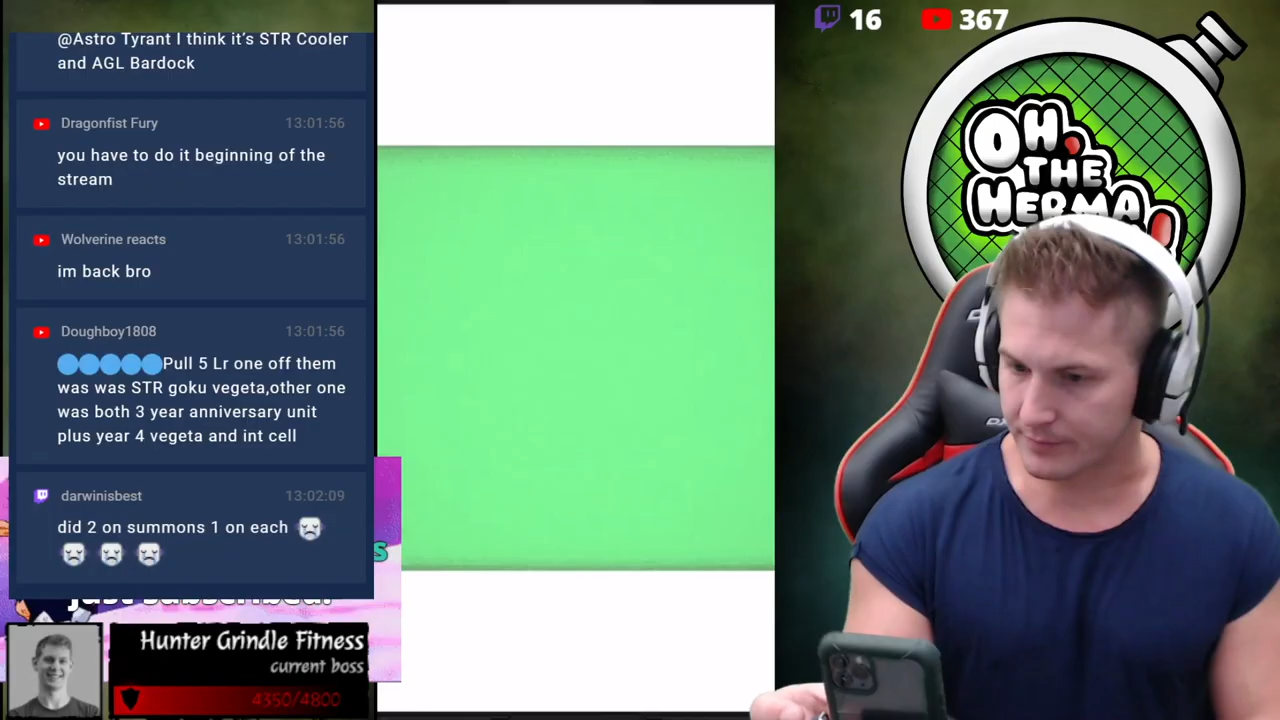 @Astro Tyrant I think it's STR Cooler
and AGL Bardock
Dragonfist Fury 13:01:56
you have to do it beginning of the
stream
Wolverine reacts 13:01:56
im back bro
Doughboy1808 13:01:56
Pull 5 Lr one off them
was was STR goku vegeta,other one
was both 3 year anniversary unit
plus year 4 vegeta and int cell
darwinisbest 13:02:09
did 2 on summons 1 on each
just subscribed!
Hunter Grindle Fitness
current boss
4350/4800
16 367
OH,
THE
HERMA